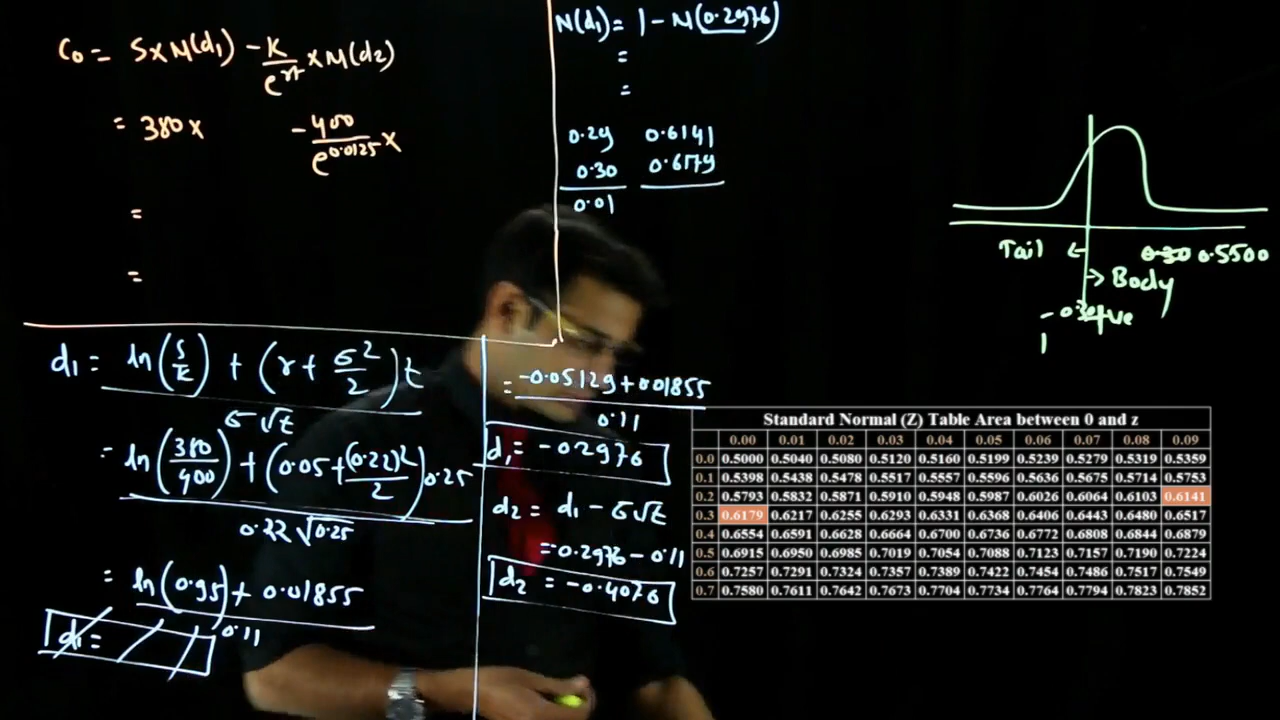 C₀ = S×N(d₁) - K/e^rt × N(d₂)
= 380× - 400/e^0.0125 ×
=
=
N(d₁) = 1 - N(0.2976)
=
=
0.29 0.6141
0.30 0.6179
0.01
Tail ← 0.30 0.5500
→ Body
-0.30 +ve
d₁ = ln(S/K) + (r + σ²/2)t
σ√t
= ln(380/400) + (0.05 + (0.22)²/2)0.25
0.22√0.25
= ln(0.95) + 0.01855
0.11
d₁ =
= -0.05129 + 0.01855
0.11
d₁ = -0.2976
d₂ = d₁ - σ√t
= -0.2976 - 0.11
d₂ = -0.4076
Standard Normal (Z) Table Area between 0 and z
0.00 0.01 0.02 0.03 0.04 0.05 0.06 0.07 0.08 0.09
0.0 0.5000 0.5040 0.5080 0.5120 0.5160 0.5199 0.5239 0.5279 0.5319 0.5359
0.1 0.5398 0.5438 0.5478 0.5517 0.5557 0.5596 0.5636 0.5675 0.5714 0.5753
0.2 0.5793 0.5832 0.5871 0.5910 0.5948 0.5987 0.6026 0.6064 0.6103 0.6141
0.3 0.6179 0.6217 0.6255 0.6293 0.6331 0.6368 0.6406 0.6443 0.6480 0.6517
0.4 0.6554 0.6591 0.6628 0.6664 0.6700 0.6736 0.6772 0.6808 0.6844 0.6879
0.5 0.6915 0.6950 0.6985 0.7019 0.7054 0.7088 0.7123 0.7157 0.7190 0.7224
0.6 0.7257 0.7291 0.7324 0.7357 0.7389 0.7422 0.7454 0.7486 0.7517 0.7549
0.7 0.7580 0.7611 0.7642 0.7673 0.7704 0.7734 0.7764 0.7794 0.7823 0.7852